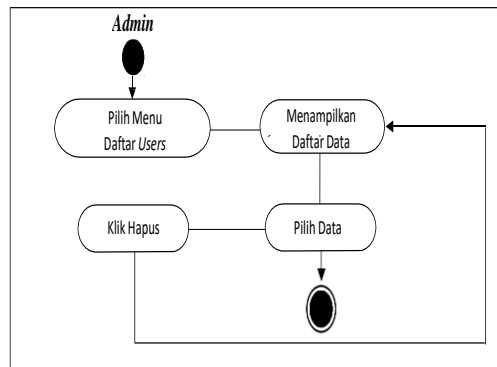 Admin
Pilih Menu
Daftar Users
Menampilkan
Daftar Data
Klik Hapus
Pilih Data